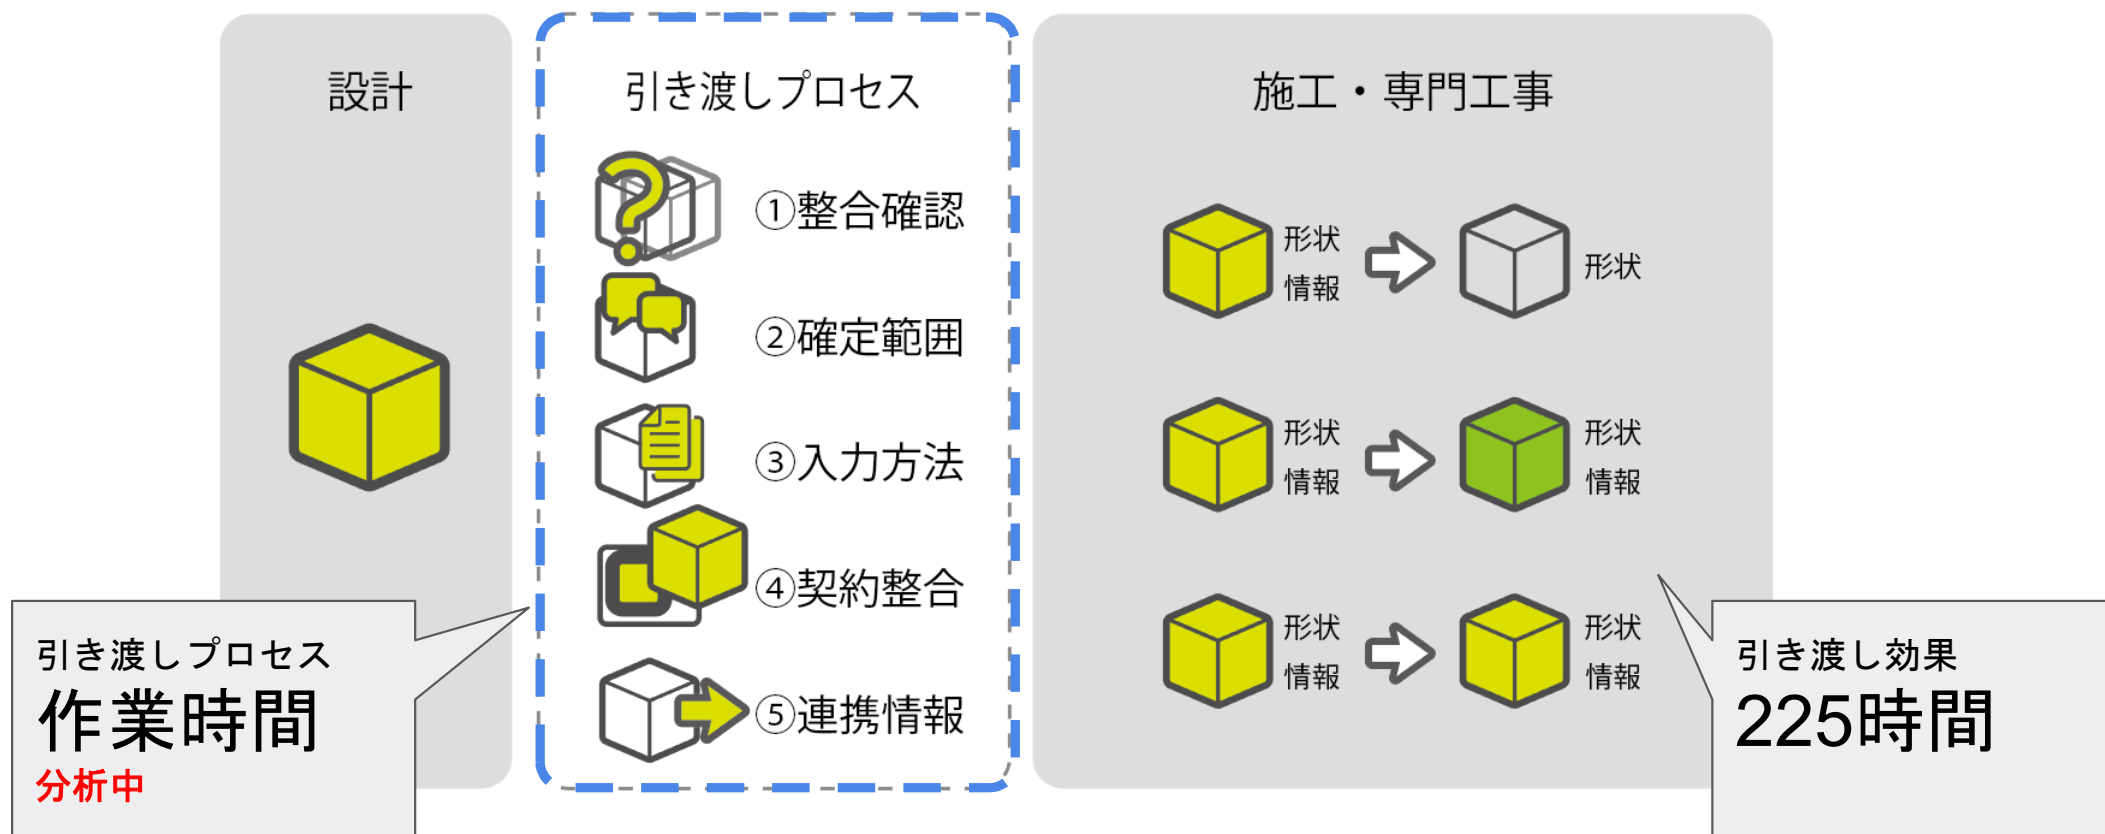 設計
引き渡しプロセス
①整合確認
②確定範囲
③入力方法
④契約整合
⑤連携情報
施工・専門工事
形状
情報
形状
形状
情報
形状
情報
形状
情報
形状
情報
引き渡しプロセス
作業時間
分析中
引き渡し効果
225時間